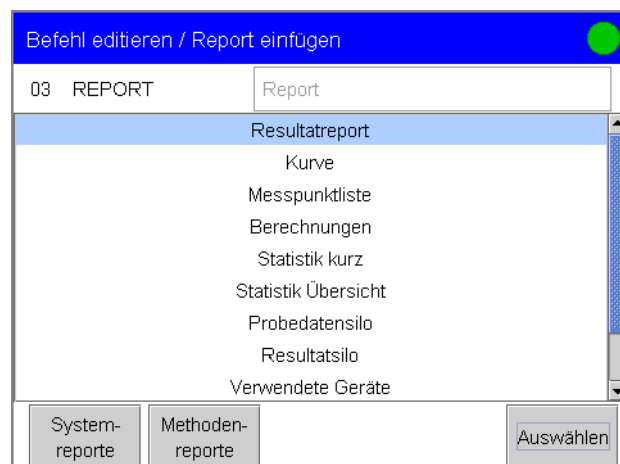 Befehl editieren / Report einfügen
03 REPORT Report
Resultatreport
Kurve
Messpunktliste
Berechnungen
Statistik kurz
Statistik Übersicht
Probedatensilo
Resultatsilo
Verwendete Geräte
System-
reporte
Methoden-
reporte
Auswählen